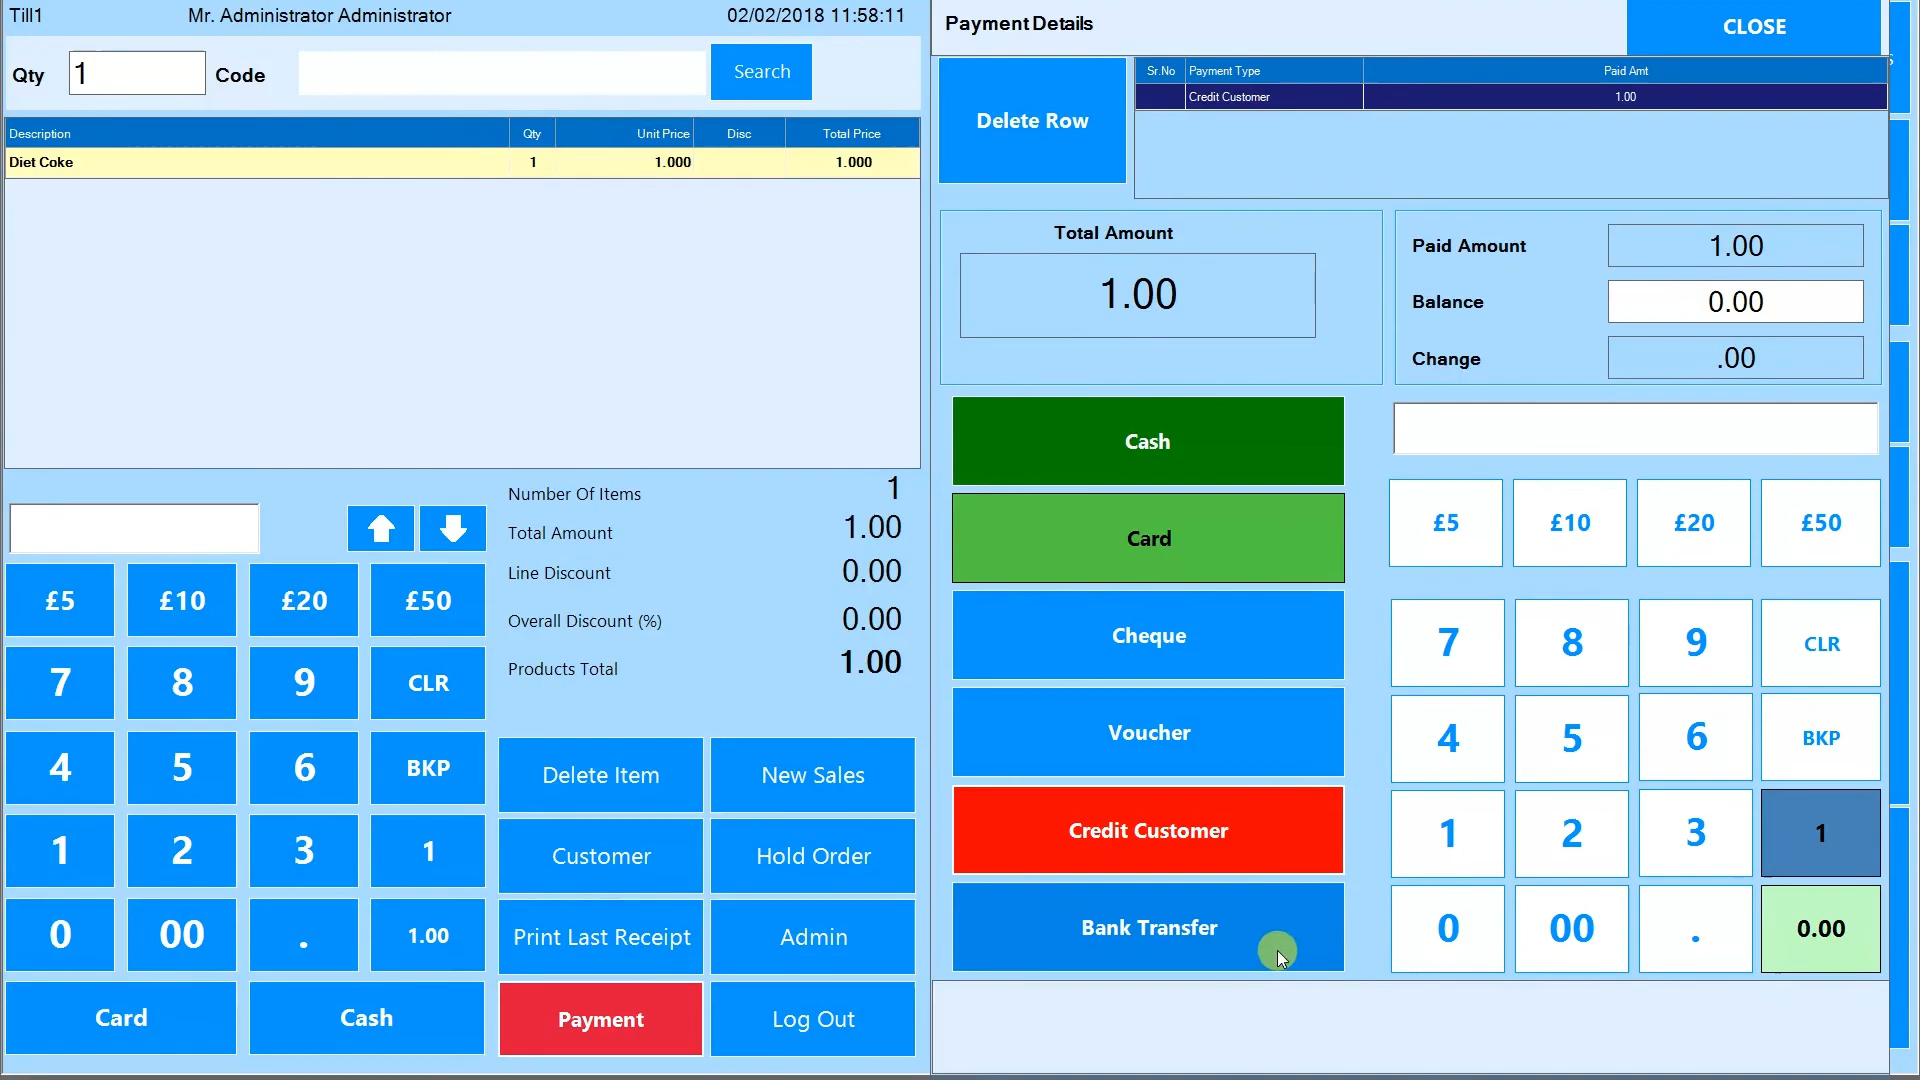 Till1 Mr. Administrator Administrator 02/02/2018 11:58:11
Qty 1 Code Search
Description Qty Unit Price Disc Total Price
Diet Coke 1 1.000 1.000
Number Of Items 1
Total Amount 1.00
Line Discount 0.00
Overall Discount (%) 0.00
Products Total 1.00
£5 £10 £20 £50
7 8 9 CLR
4 5 6 BKP
1 2 3 1
0 00 . 1.00
Card Cash
Delete Item New Sales
Customer Hold Order
Print Last Receipt Admin
Payment Log Out
Payment Details CLOSE
Delete Row
Sr.No Payment Type Paid Amt
Credit Customer 1.00
Total Amount
1.00
Paid Amount 1.00
Balance 0.00
Change .00
Cash
Card
Cheque
Voucher
Credit Customer
Bank Transfer
£5 £10 £20 £50
7 8 9 CLR
4 5 6 BKP
1 2 3 1
0 00 . 0.00